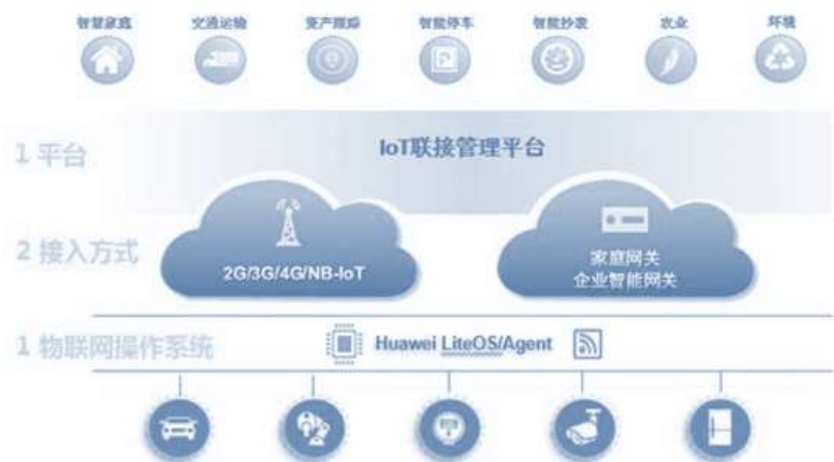 智慧家庭 交通运输 资产跟踪 智能停车 智能抄表 农业 环境
P
1 平台
IoT联接管理平台
2 接入方式
2G/3G/4G/NB-IoT
家庭网关
企业智能网关
1 物联网操作系统
Huawei LiteOS/Agent